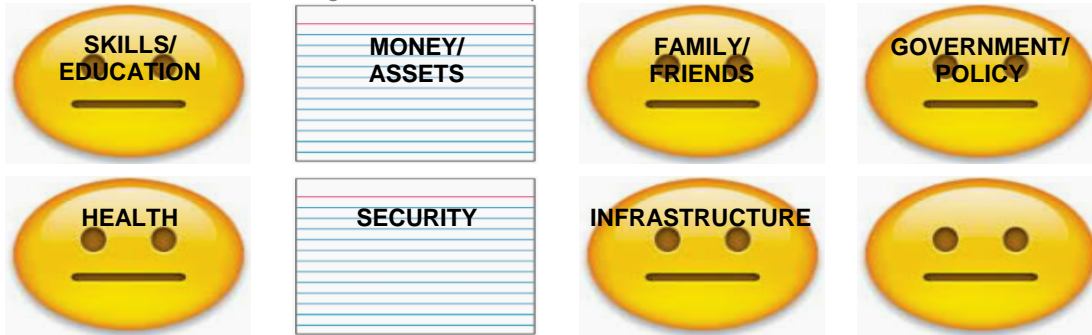 SKILLS/
EDUCATION
MONEY/
ASSETS
FAMILY/
FRIENDS
GOVERNMENT/
POLICY
HEALTH
SECURITY
INFRASTRUCTURE